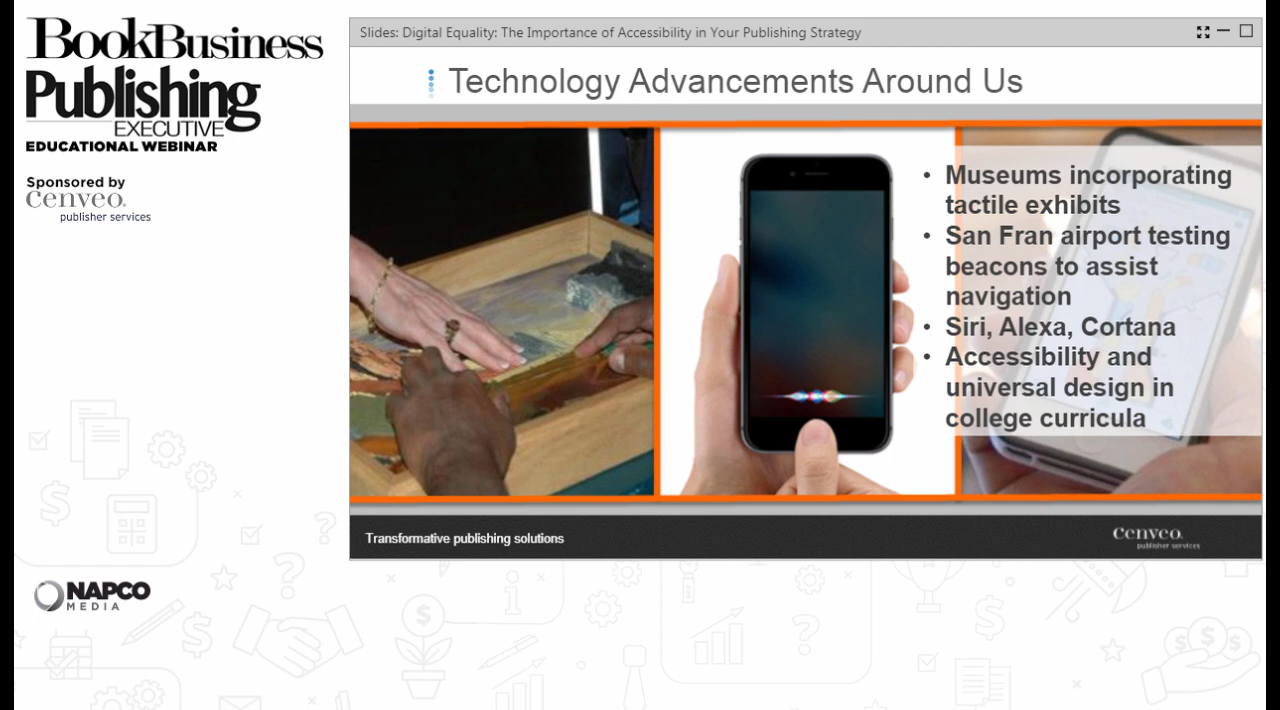 BookBusiness
Publishing
EXECUTIVE
EDUCATIONAL WEBINAR
Sponsored by
cenveo.
publisher services
NAPCO
MEDIA
Slides: Digital Equality: The Importance of Accessibility in Your Publishing Strategy
Technology Advancements Around Us
• Museums incorporating
tactile exhibits
• San Fran airport testing
beacons to assist
navigation
• Siri, Alexa, Cortana
• Accessibility and
universal design in
college curricula
Transformative publishing solutions
cenveo.
publisher services